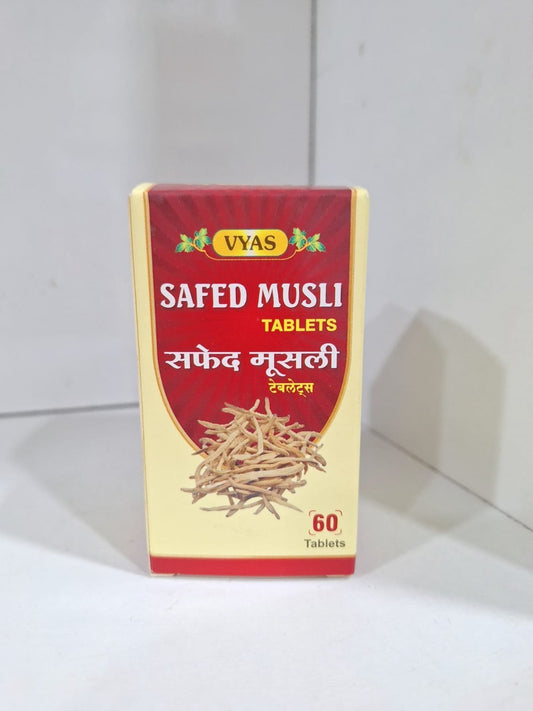 VYAS
SAFED MUSLI
TABLETS
सफेद मूसली
टेबलेट्स
60
Tablets